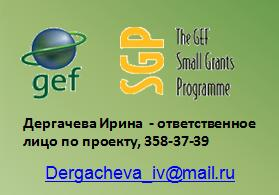 gef
SGP
The GEF
Small Grants
Programme
Дергачева Ирина - ответственное
лицо по проекту, 358-37-39
Dergacheva_iv@mail.ru